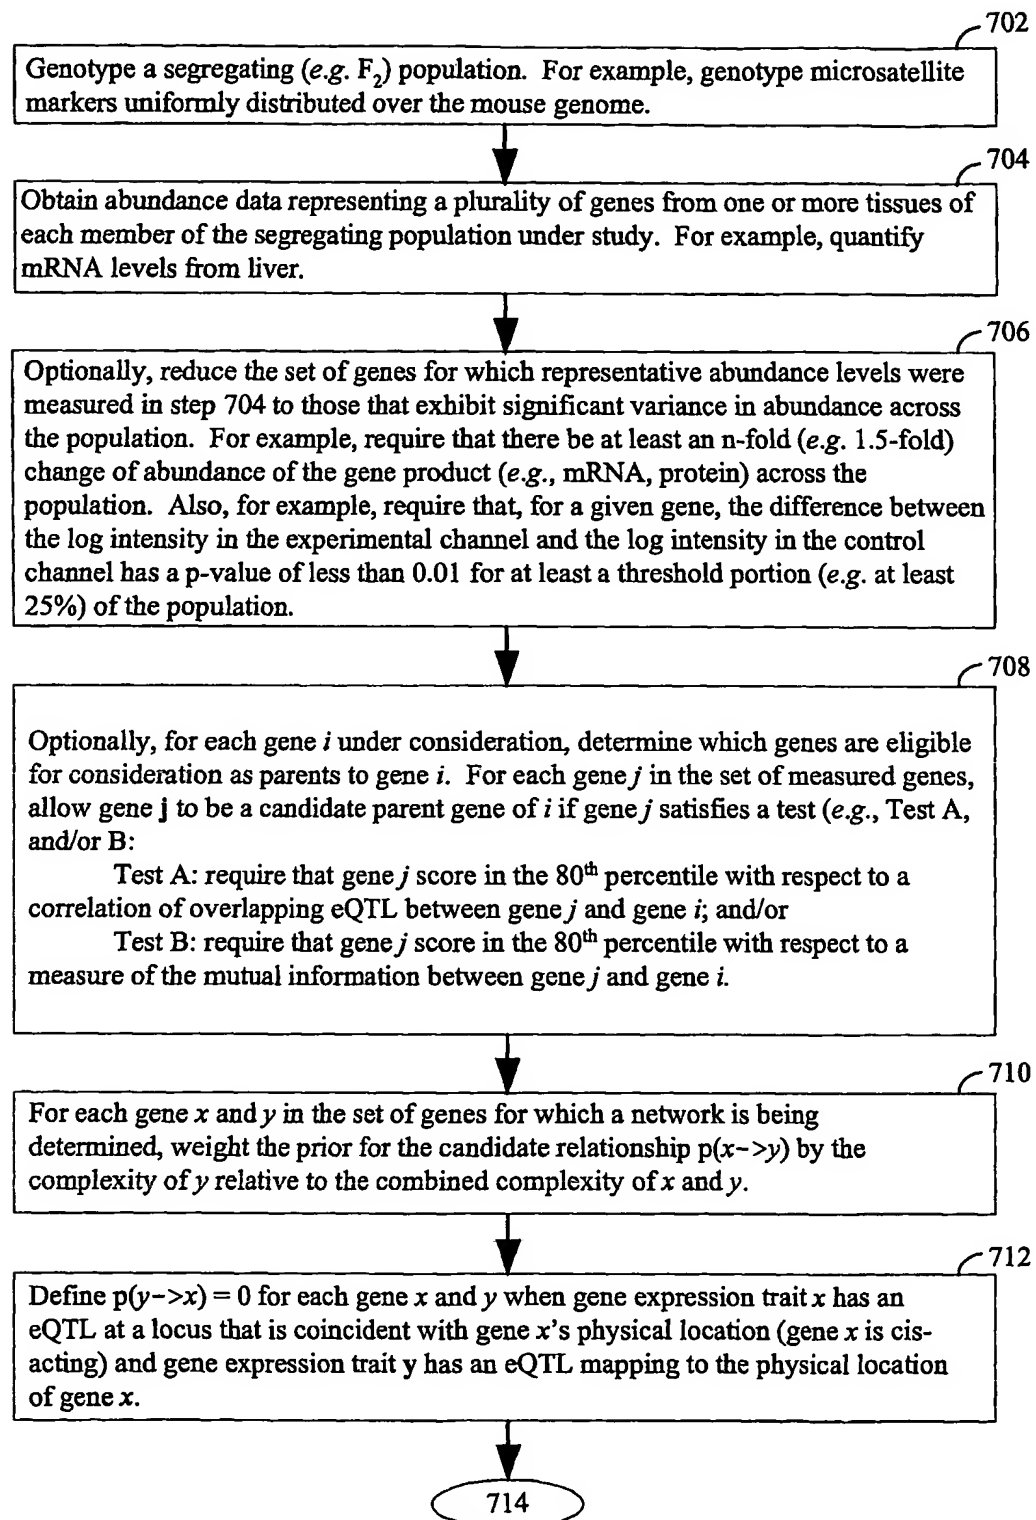 702
Genotype a segregating (e.g. F₂) population. For example, genotype microsatellite
markers uniformly distributed over the mouse genome.
704
Obtain abundance data representing a plurality of genes from one or more tissues of
each member of the segregating population under study. For example, quantify
mRNA levels from liver.
706
Optionally, reduce the set of genes for which representative abundance levels were
measured in step 704 to those that exhibit significant variance in abundance across
the population. For example, require that there be at least an n-fold (e.g. 1.5-fold)
change of abundance of the gene product (e.g., mRNA, protein) across the
population. Also, for example, require that, for a given gene, the difference between
the log intensity in the experimental channel and the log intensity in the control
channel has a p-value of less than 0.01 for at least a threshold portion (e.g. at least
25%) of the population.
708
Optionally, for each gene i under consideration, determine which genes are eligible
for consideration as parents to gene i. For each gene j in the set of measured genes,
allow gene j to be a candidate parent gene of i if gene j satisfies a test (e.g., Test A,
and/or B:
Test A: require that gene j score in the 80th percentile with respect to a
correlation of overlapping eQTL between gene j and gene i; and/or
Test B: require that gene j score in the 80th percentile with respect to a
measure of the mutual information between gene j and gene i.
710
For each gene x and y in the set of genes for which a network is being
determined, weight the prior for the candidate relationship p(x->y) by the
complexity of y relative to the combined complexity of x and y.
712
Define p(y->x) = 0 for each gene x and y when gene expression trait x has an
eQTL at a locus that is coincident with gene x's physical location (gene x is cis-
acting) and gene expression trait y has an eQTL mapping to the physical location
of gene x.
714